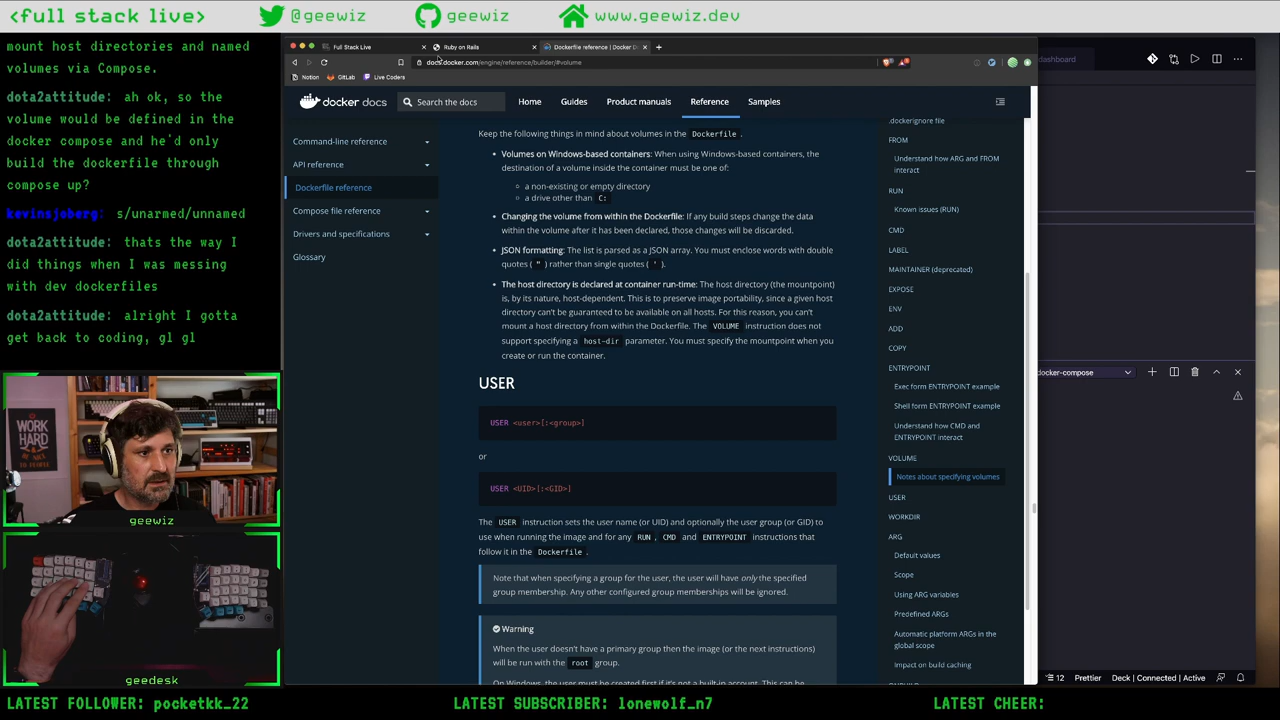 <full stack live>
@geewiz
geewiz
www.geewiz.dev
mount host directories and named
volumes via Compose.
dota2attitude: ah ok, so the
volume would be defined in the
docker compose and he'd only
build the dockerfile through
compose up?
kevinsjoberg: s/unarmed/unnamed
dota2attitude: thats the way I
did things when I was messing
with dev dockerfiles
dota2attitude: alright I gotta
get back to coding, gl gl
WORK
HARD
geewiz
geedesk
Full Stack Live
Ruby on Rails
Dockerfile reference | Docker D
docs.docker.com/engine/reference/builder/#volume
Notion
GitLab
Live Coders
docker docs
Search the docs
Home
Guides
Product manuals
Reference
Samples
Command-line reference
API reference
Dockerfile reference
Compose file reference
Drivers and specifications
Glossary
Keep the following things in mind about volumes in the Dockerfile .
• Volumes on Windows-based containers: When using Windows-based containers, the
destination of a volume inside the container must be one of:
◦ a non-existing or empty directory
◦ a drive other than C:
• Changing the volume from within the Dockerfile: If any build steps change the data
within the volume after it has been declared, those changes will be discarded.
• JSON formatting: The list is parsed as a JSON array. You must enclose words with double
quotes ( " ) rather than single quotes ( ' ).
• The host directory is declared at container run-time: The host directory (the mountpoint)
is, by its nature, host-dependent. This is to preserve image portability, since a given host
directory can't be guaranteed to be available on all hosts. For this reason, you can't
mount a host directory from within the Dockerfile. The VOLUME instruction does not
support specifying a host-dir parameter. You must specify the mountpoint when you
create or run the container.
USER
USER <user>[:<group>]
or
USER <UID>[:<GID>]
The USER instruction sets the user name (or UID) and optionally the user group (or GID) to
use when running the image and for any RUN , CMD and ENTRYPOINT instructions that
follow it in the Dockerfile .
Note that when specifying a group for the user, the user will have only the specified
group membership. Any other configured group memberships will be ignored.
Warning
When the user doesn't have a primary group then the image (or the next instructions)
will be run with the root group.
On Windows, the user must be created first if it's not a built-in account. This can be
.dockerignore file
FROM
Understand how ARG and FROM
interact
RUN
Known issues (RUN)
CMD
LABEL
MAINTAINER (deprecated)
EXPOSE
ENV
ADD
COPY
ENTRYPOINT
Exec form ENTRYPOINT example
Shell form ENTRYPOINT example
Understand how CMD and
ENTRYPOINT interact
VOLUME
Notes about specifying volumes
USER
WORKDIR
ARG
Default values
Scope
Using ARG variables
Predefined ARGs
Automatic platform ARGs in the
global scope
Impact on build caching
dashboard
docker-compose
12
Prettier
Deck | Connected | Active
LATEST FOLLOWER: pocketkk_22
LATEST SUBSCRIBER: lonewolf_n7
LATEST CHEER: